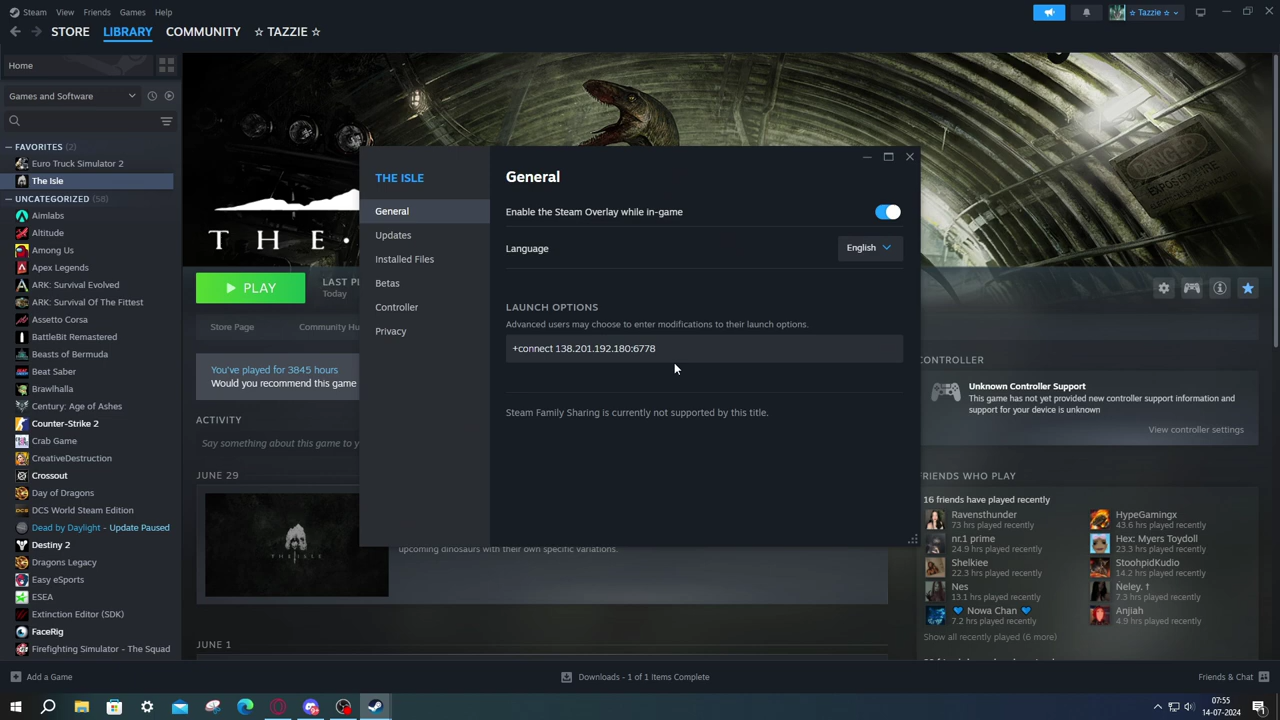 Steam View Friends Games Help
☆ Tazzie ☆
STORE LIBRARY COMMUNITY ☆ TAZZIE ☆
Home
Games and Software
FAVORITES (2)
Euro Truck Simulator 2
The Isle
UNCATEGORIZED (58)
Aimlabs
Altitude
Among Us
Apex Legends
ARK: Survival Evolved
ARK: Survival Of The Fittest
Assetto Corsa
BattleBit Remastered
Beasts of Bermuda
Beat Saber
Brawlhalla
Century: Age of Ashes
Counter-Strike 2
Crab Game
CreativeDestruction
Crossout
Day of Dragons
DCS World Steam Edition
Dead by Daylight - Update Paused
Destiny 2
Dragons Legacy
Easy eSports
ESEA
Extinction Editor (SDK)
FaceRig
Firefighting Simulator - The Squad
THE
PLAY
LAST PL
Today
Store Page Community Hu
You've played for 3845 hours
Would you recommend this game
ACTIVITY
Say something about this game to y
JUNE 29
THE ISLE
upcoming dinosaurs with their own specific variations.
JUNE 1
THE ISLE
General
Updates
Installed Files
Betas
Controller
Privacy
General
Enable the Steam Overlay while in-game
Language English
LAUNCH OPTIONS
Advanced users may choose to enter modifications to their launch options.
+connect 138.201.192.180:6778
Steam Family Sharing is currently not supported by this title.
CONTROLLER
Unknown Controller Support
This game has not yet provided new controller support information and
support for your device is unknown
View controller settings
FRIENDS WHO PLAY
16 friends have played recently
Ravensthunder
73 hrs played recently
HypeGamingx
43.6 hrs played recently
nr.1 prime
24.9 hrs played recently
Hex: Myers Toydoll
23.3 hrs played recently
Shelkiee
22.3 hrs played recently
StoohpidKudio
14.2 hrs played recently
Nes
13.1 hrs played recently
Neley. †
7.3 hrs played recently
Nowa Chan
7.2 hrs played recently
Anjiah
4.9 hrs played recently
Show all recently played (6 more)
Add a Game
Downloads - 1 of 1 Items Complete
Friends & Chat
07:55
14-07-2024